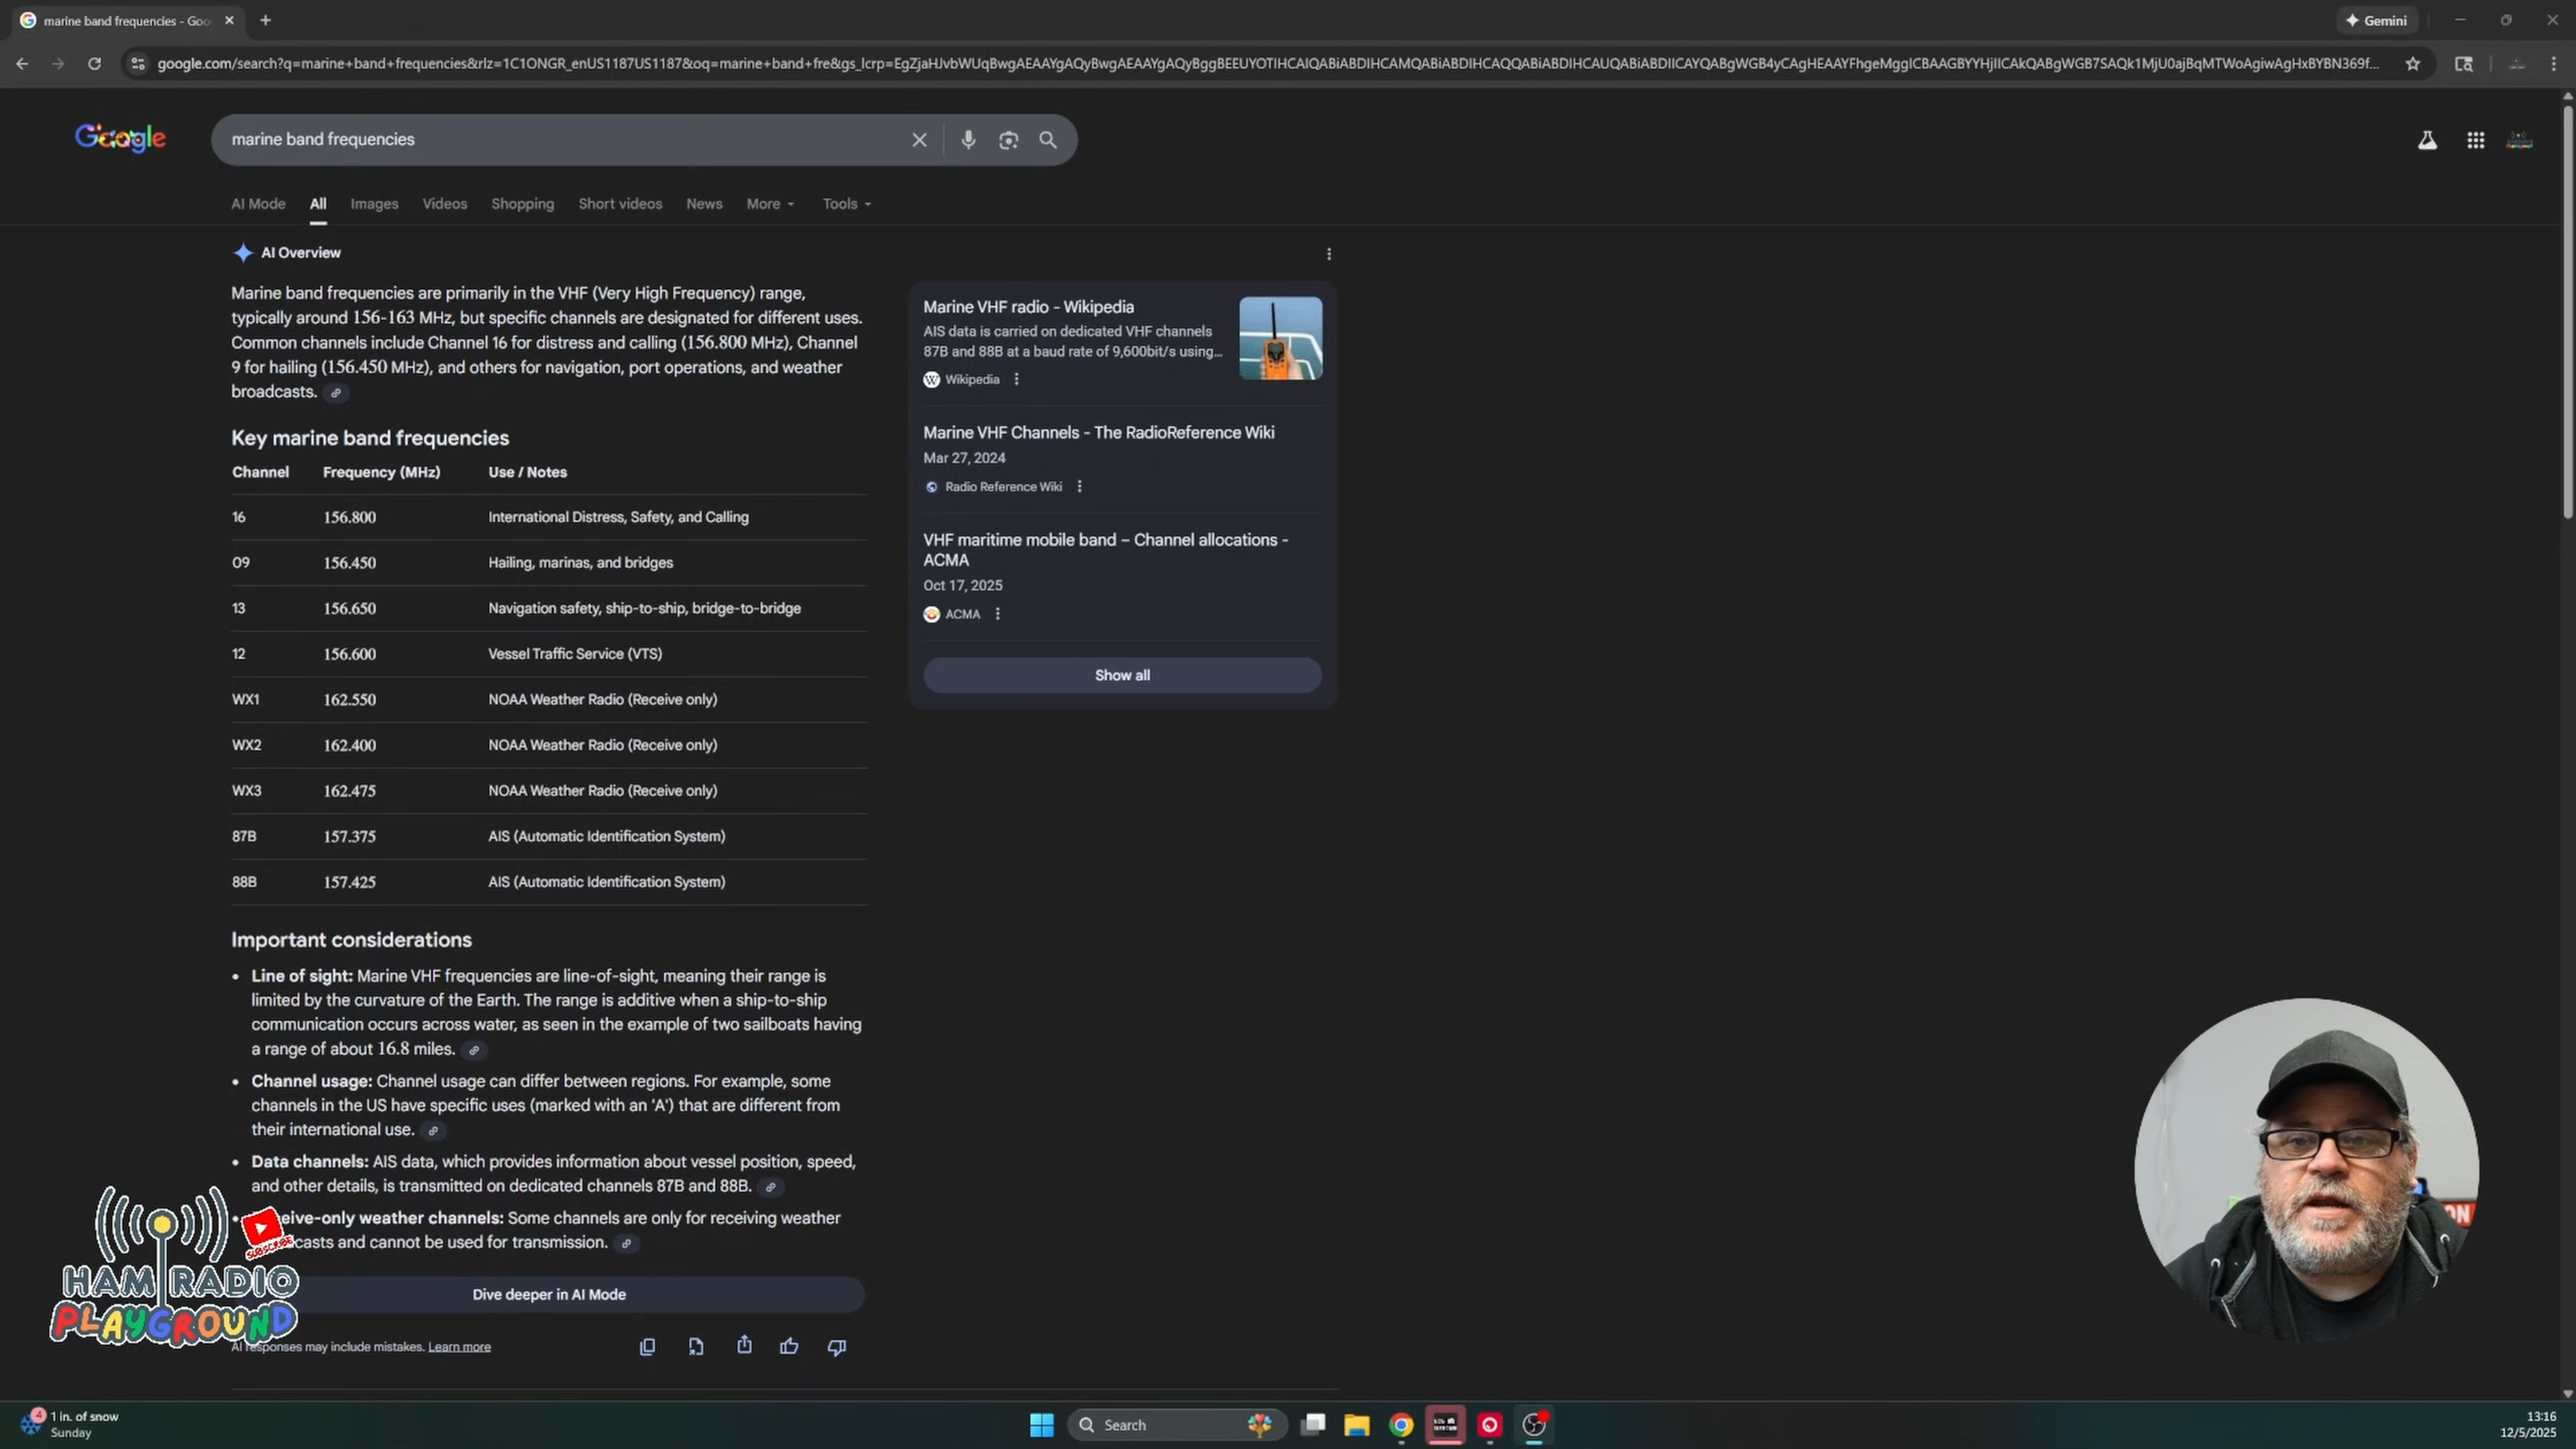 marine band frequencies - Goo
Gemini
google.com/search?q=marine+band+frequencies&rlz=1C1ONGR_enUS1187US1187&oq=marine+band+fre&gs_lcrp=
Google
marine band frequencies
AI Mode All Images Videos Shopping Short videos News More Tools
AI Overview
Marine band frequencies are primarily in the VHF (Very High Frequency) range,
typically around 156-163 MHz, but specific channels are designated for different uses.
Common channels include Channel 16 for distress and calling (156.800 MHz), Channel
9 for hailing (156.450 MHz), and others for navigation, port operations, and weather
broadcasts.
Key marine band frequencies
Channel Frequency (MHz) Use / Notes
16 156.800 International Distress, Safety, and Calling
09 156.450 Hailing, marinas, and bridges
13 156.650 Navigation safety, ship-to-ship, bridge-to-bridge
12 156.600 Vessel Traffic Service (VTS)
WX1 162.550 NOAA Weather Radio (Receive only)
WX2 162.400 NOAA Weather Radio (Receive only)
WX3 162.475 NOAA Weather Radio (Receive only)
87B 157.375 AIS (Automatic Identification System)
88B 157.425 AIS (Automatic Identification System)
Important considerations
• Line of sight: Marine VHF frequencies are line-of-sight, meaning their range is
limited by the curvature of the Earth. The range is additive when a ship-to-ship
communication occurs across water, as seen in the example of two sailboats having
a range of about 16.8 miles.
• Channel usage: Channel usage can differ between regions. For example, some
channels in the US have specific uses (marked with an 'A') that are different from
their international use.
• Data channels: AIS data, which provides information about vessel position, speed,
and other details, is transmitted on dedicated channels 87B and 88B.
eive-only weather channels: Some channels are only for receiving weather
casts and cannot be used for transmission.
Dive deeper in AI Mode
AI responses may include mistakes. Learn more
Marine VHF radio - Wikipedia
AIS data is carried on dedicated VHF channels
87B and 88B at a baud rate of 9,600bit/s using...
Wikipedia
Marine VHF Channels - The RadioReference Wiki
Mar 27, 2024
Radio Reference Wiki
VHF maritime mobile band – Channel allocations -
ACMA
Oct 17, 2025
ACMA
Show all
SUBSCRIBE
HAM RADIO
PLAYGROUND
ON
4
1 in. of snow
Sunday
Search
13:16
12/5/2025